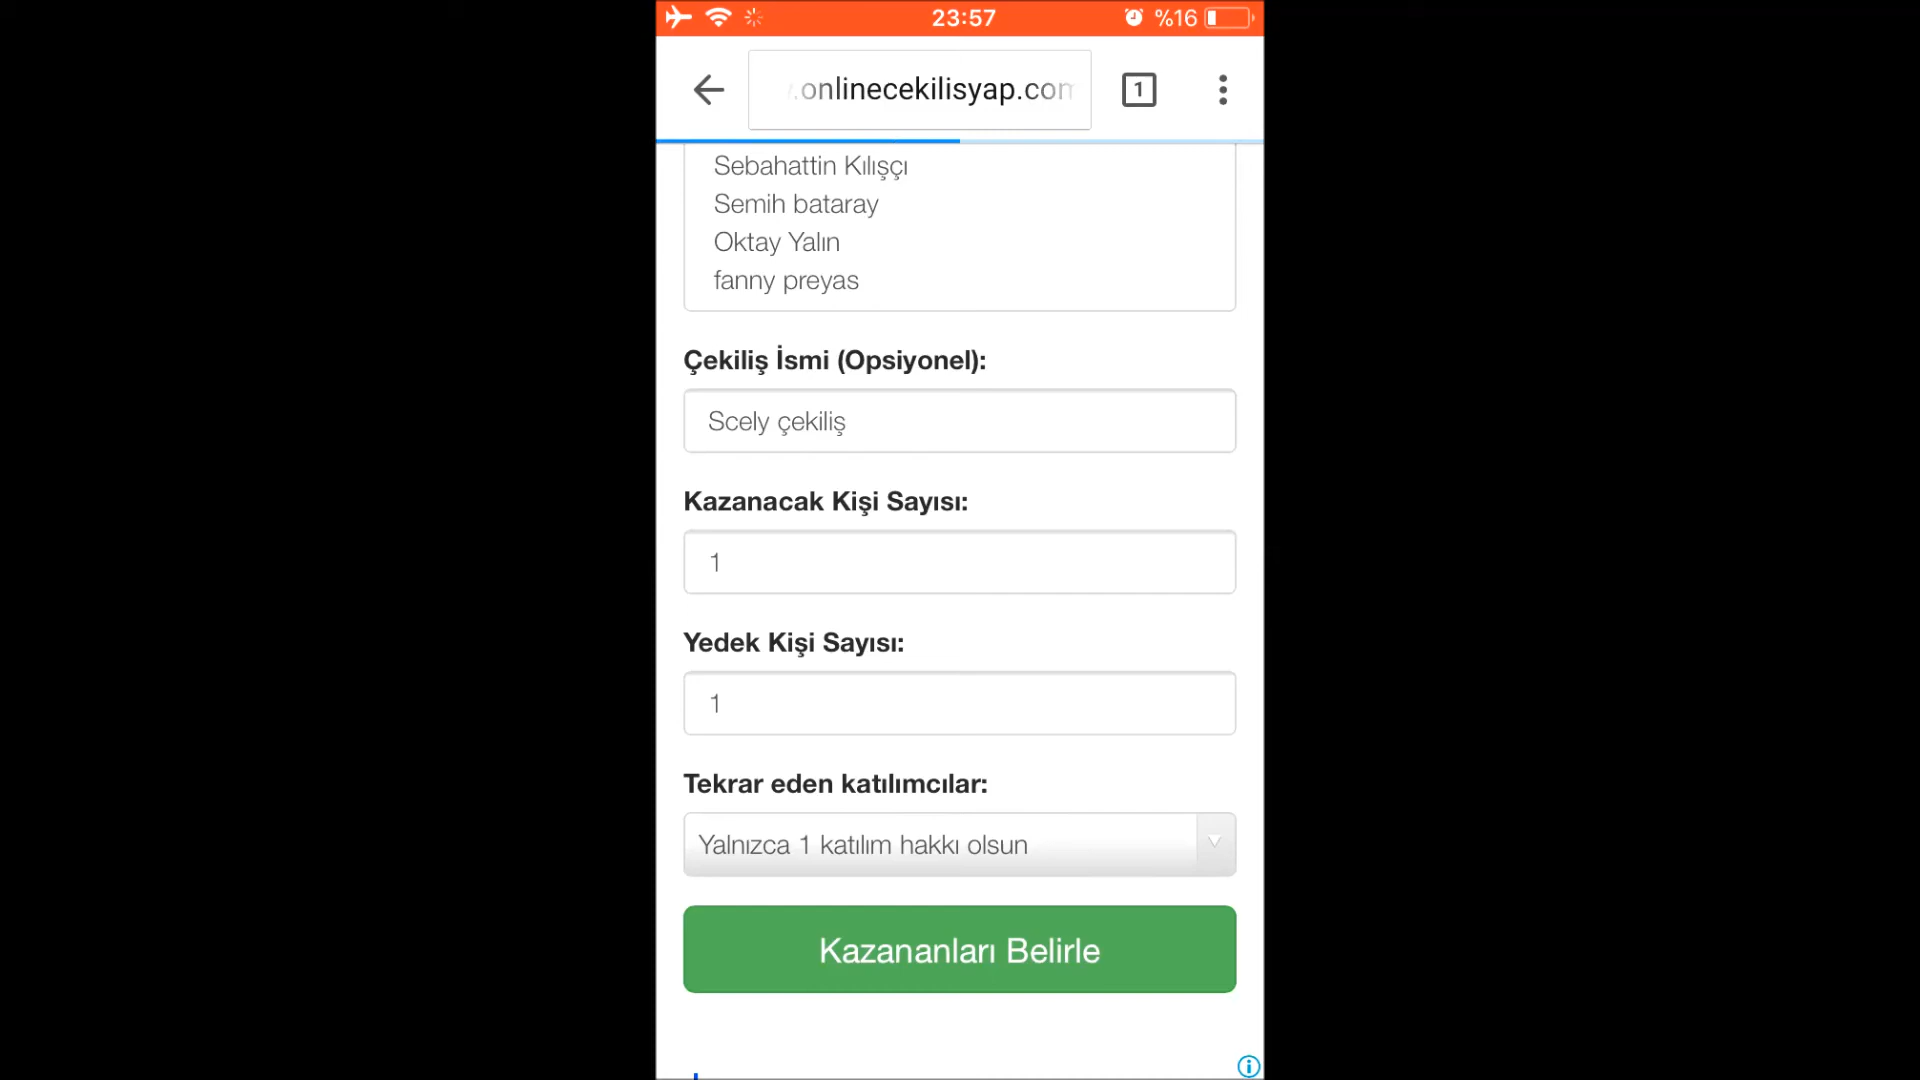 23:57
%16
.onlinecekilisyap.com
1
Sebahattin Kılışçı
Semih bataray
Oktay Yalın
fanny preyas
Çekiliş İsmi (Opsiyonel):
Scely çekiliş
Kazanacak Kişi Sayısı:
1
Yedek Kişi Sayısı:
1
Tekrar eden katılımcılar:
Yalnızca 1 katılım hakkı olsun
Kazananları Belirle